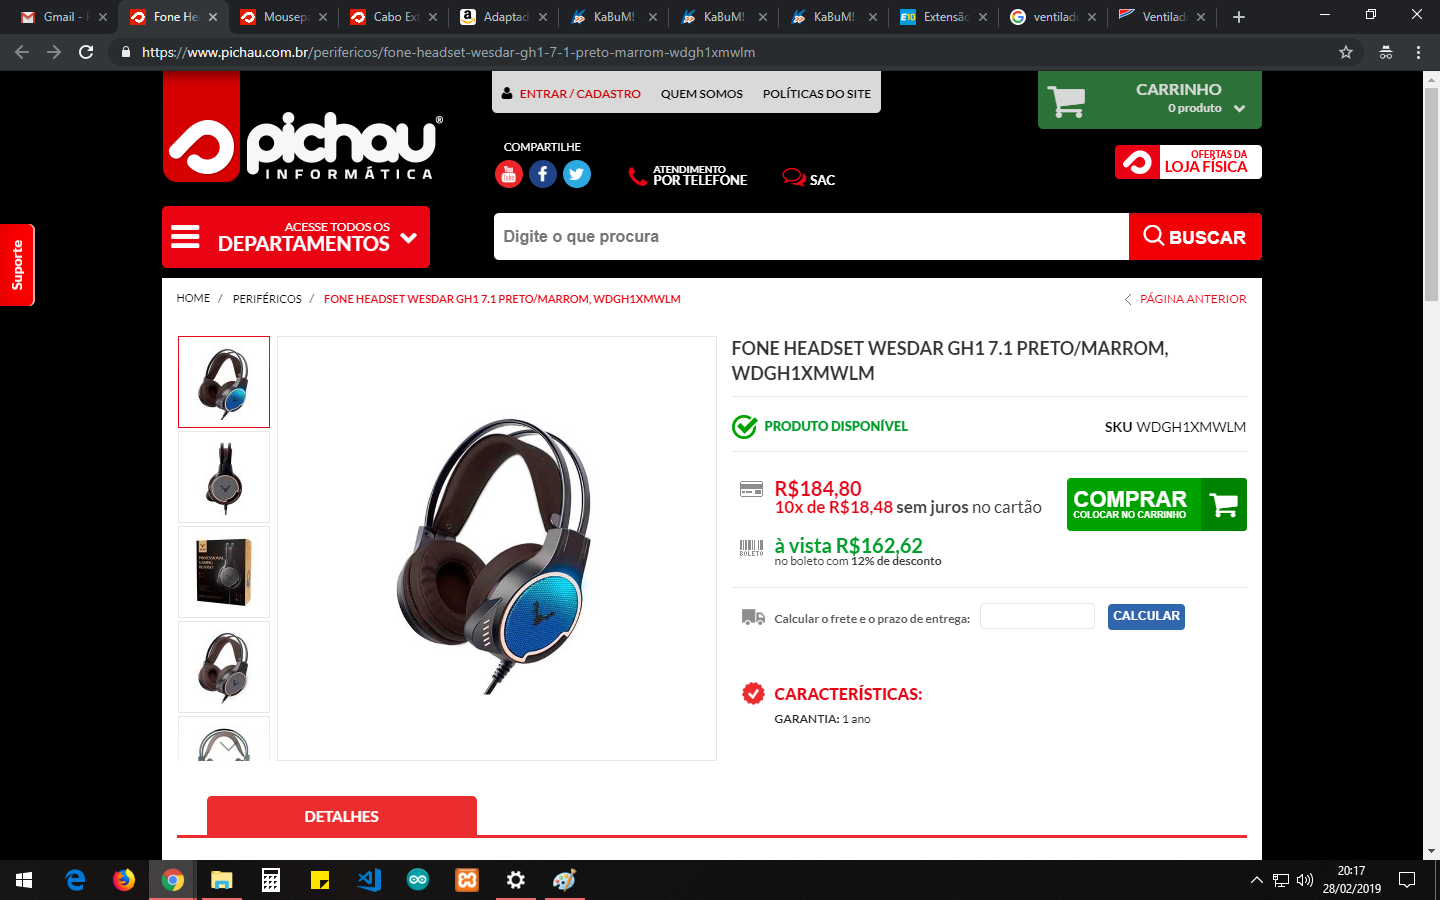 Gmail - F
Fone He
Mousep
Cabo Ex
Adaptad
KaBuM!
KaBuM!
KaBuM!
Extensão
ventilad
Ventilad
https://www.pichau.com.br/perifericos/fone-headset-wesdar-gh1-7-1-preto-marrom-wdgh1xmwlm
ENTRAR / CADASTRO
QUEM SOMOS
POLÍTICAS DO SITE
CARRINHO
0 produto
pichau®
INFORMÁTICA
COMPARTILHE
You Tube
ATENDIMENTO
POR TELEFONE
SAC
OFERTAS DA
LOJA FÍSICA
ACESSE TODOS OS
DEPARTAMENTOS
Digite o que procura
BUSCAR
Suporte
HOME / PERIFÉRICOS / FONE HEADSET WESDAR GH1 7.1 PRETO/MARROM, WDGH1XMWLM
PÁGINA ANTERIOR
FONE HEADSET WESDAR GH1 7.1 PRETO/MARROM,
WDGH1XMWLM
PRODUTO DISPONÍVEL
SKU WDGH1XMWLM
R$184,80
10x de R$18,48 sem juros no cartão
COMPRAR
COLOCAR NO CARRINHO
BOLETO
à vista R$162,62
no boleto com 12% de desconto
Calcular o frete e o prazo de entrega:
CALCULAR
PROFESSIONAL
GAMING
HEADSET
CARACTERÍSTICAS:
GARANTIA: 1 ano
DETALHES
20:17
28/02/2019